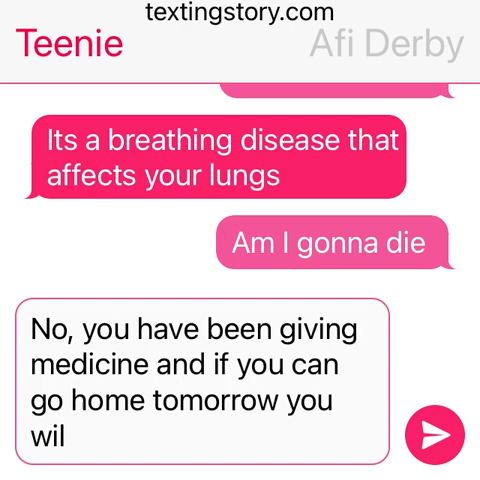 textingstory.com
Teenie
Afi Derby
Its a breathing disease that
affects your lungs
Am I gonna die
No, you have been giving
medicine and if you can
go home tomorrow you
wil